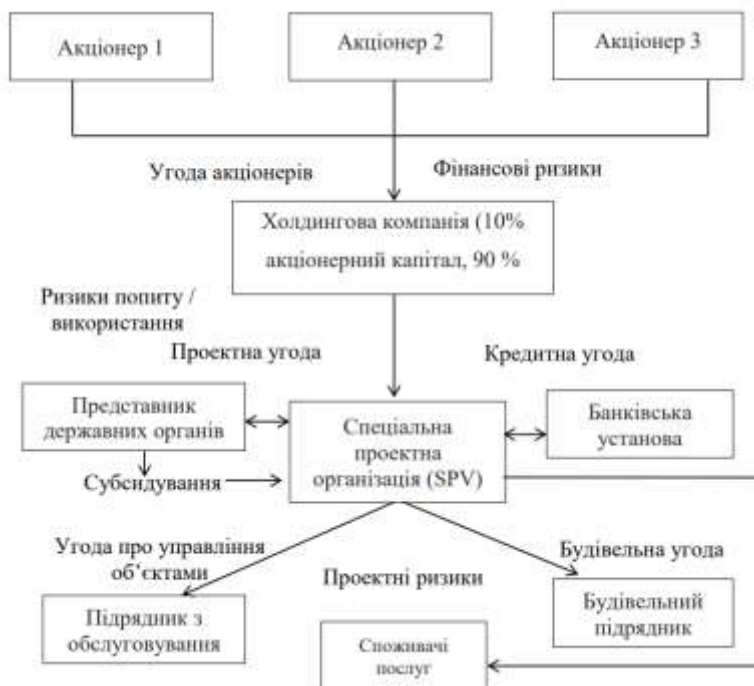 Акціонер 1
Акціонер 2
Акціонер 3
Угода акціонерів
Фінансові ризики
Холдингова компанія (10%
акціонерний капітал, 90 %
Ризики попиту /
використання
Проектна угода
Кредитна угода
Представник
державних органів
Спеціальна
проектна
організація (SPV)
Банківська
установа
Субсидування
Угода про управління
об’єктами
Проектні ризики
Будівельна угода
Підрядник з
обслуговування
Будівельний
підрядник
Споживачі
послуг